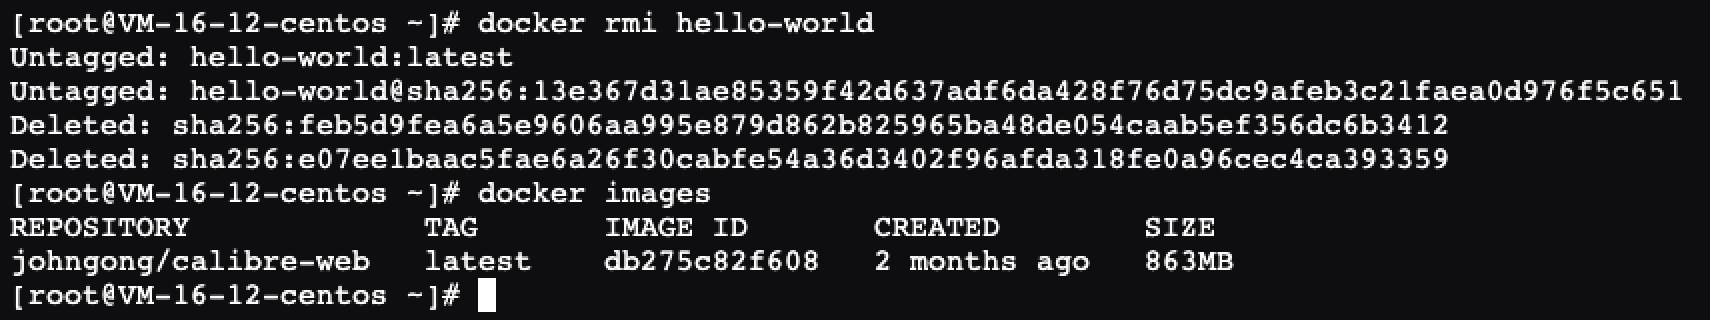 [root@VM-16-12-centos ~]# docker rmi hello-world
Untagged: hello-world:latest
Untagged: hello-world@sha256:13e367d31ae85359f42d637adf6da428f76d75dc9afeb3c21faea0d976f5c651
Deleted: sha256:feb5d9fea6a5e9606aa995e879d862b825965ba48de054caab5ef356dc6b3412
Deleted: sha256:e07ee1baac5fae6a26f30cabfe54a36d3402f96afda318fe0a96cec4ca393359
[root@VM-16-12-centos ~]# docker images
REPOSITORY             TAG       IMAGE ID       CREATED        SIZE
johngong/calibre-web   latest    db275c82f608   2 months ago   863MB
[root@VM-16-12-centos ~]#